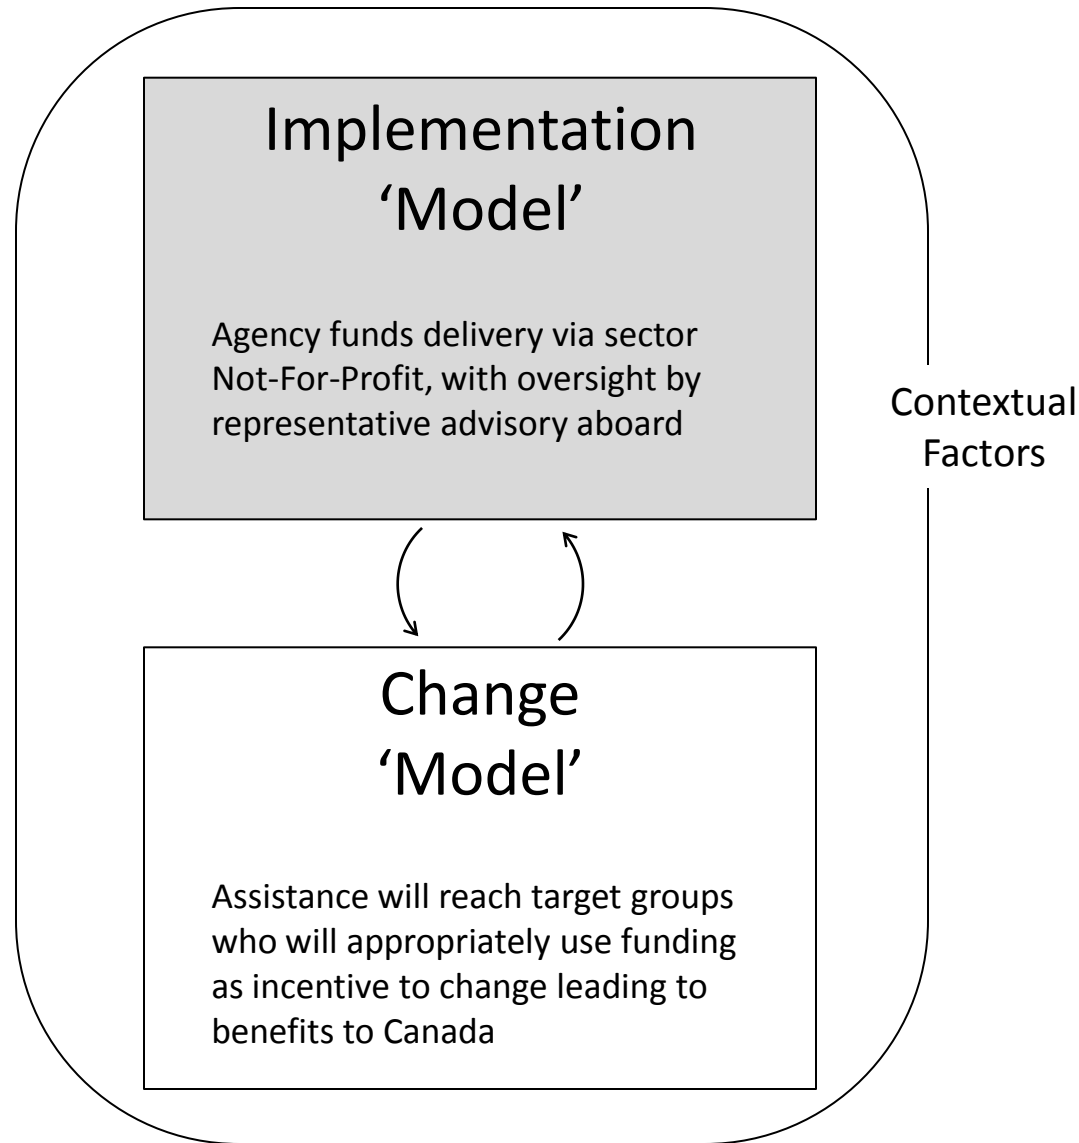 Implementation
‘Model’
Agency funds delivery via sector
Not-For-Profit, with oversight by
representative advisory aboard
Contextual
Factors
Change
‘Model’
Assistance will reach target groups
who will appropriately use funding
as incentive to change leading to
benefits to Canada